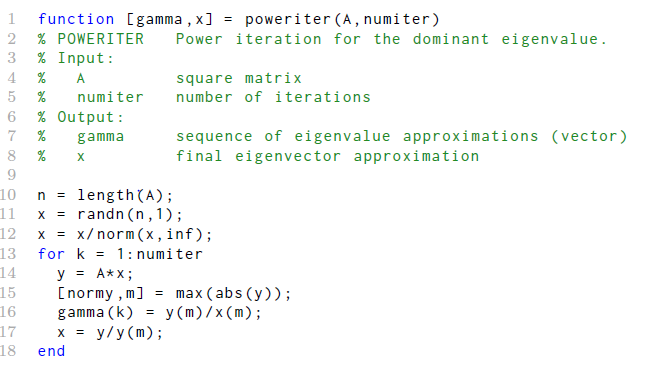 1 function [gamma,x] = poweriter(A,numiter)
2 % POWERITER   Power iteration for the dominant eigenvalue.
3 % Input:
4 %   A         square matrix
5 %   numiter   number of iterations
6 % Output:
7 %   gamma     sequence of eigenvalue approximations (vector)
8 %   x         final eigenvector approximation
9
10 n = length(A);
11 x = randn(n,1);
12 x = x/norm(x,inf);
13 for k = 1:numiter
14   y = A*x;
15   [normy,m] = max(abs(y));
16   gamma(k) = y(m)/x(m);
17   x = y/y(m);
18 end